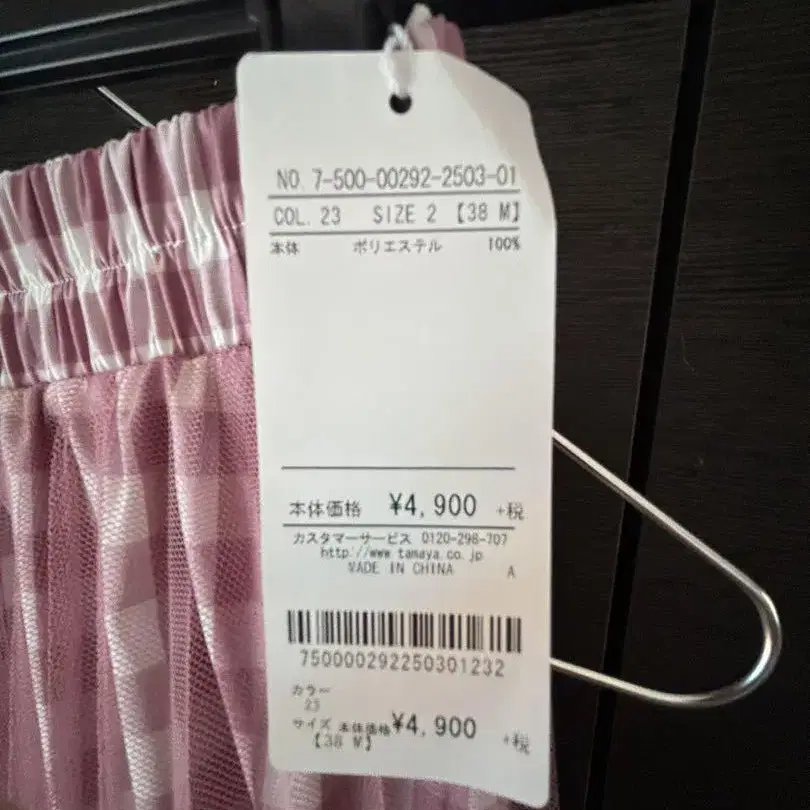 NO. 7-500-00292-2503-01
COL. 23 SIZE 2 【38 M】
本体 ポリエステル 100%
本体価格 ¥4,900 +税
カスタマーサービス 0120-298-707
http://www.tamaya.co.jp
MADE IN CHINA A
750000292250301232
カラー
23
サイズ 本体価格 ¥4,900 +税
【38 M】